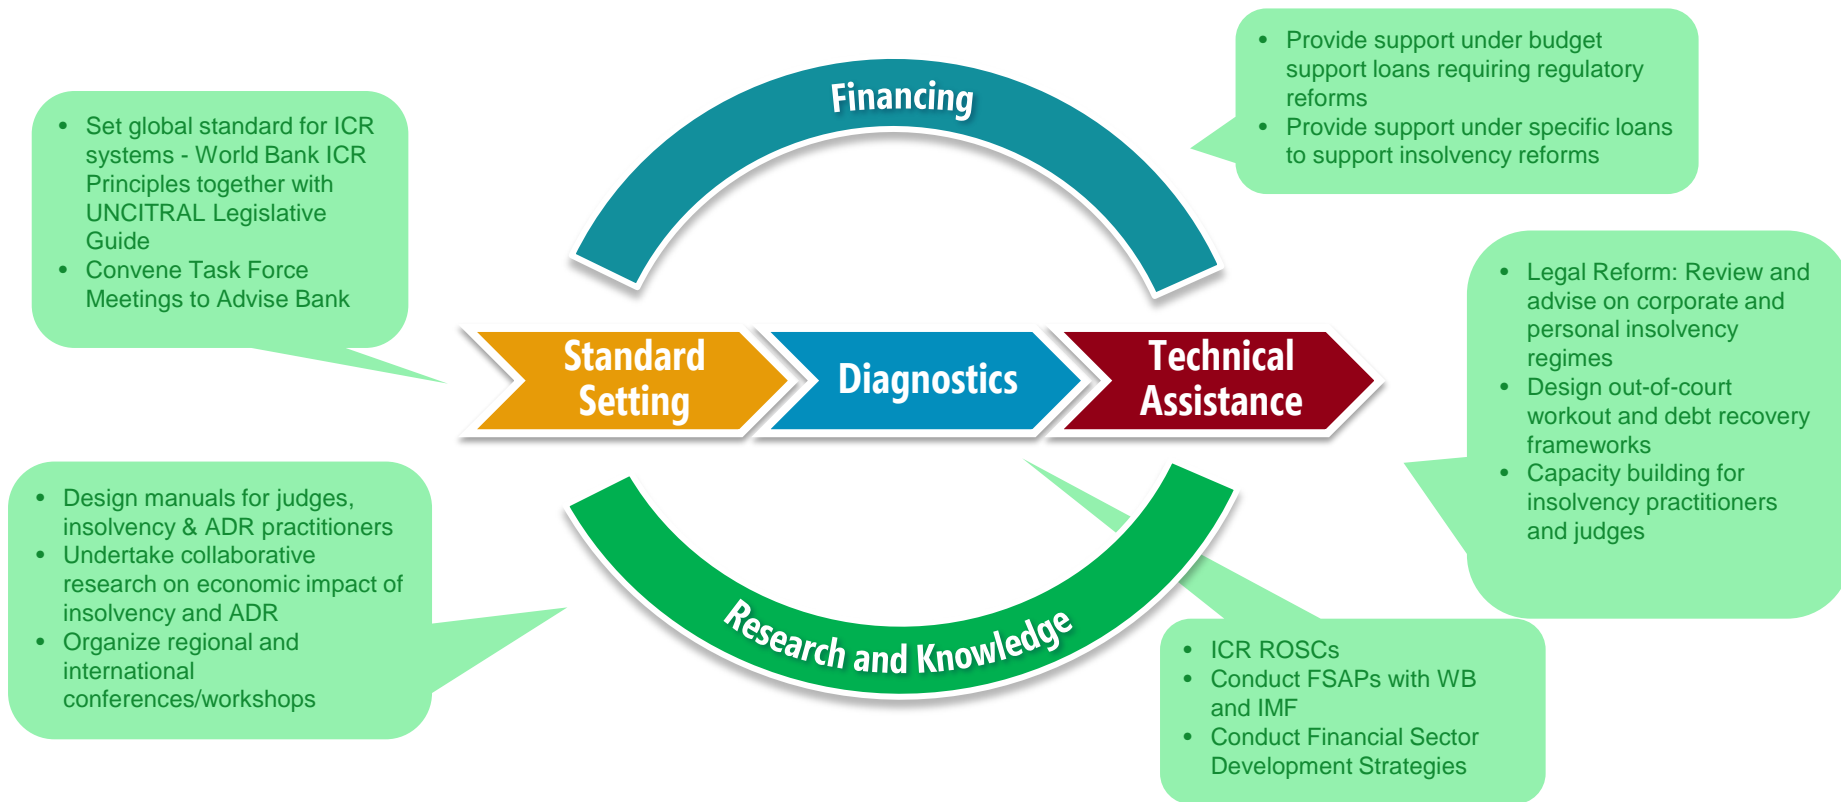 Financing
• Provide support under budget
support loans requiring regulatory
reforms
• Provide support under specific loans
to support insolvency reforms
• Set global standard for ICR
systems - World Bank ICR
Principles together with
UNCITRAL Legislative
Guide
• Convene Task Force
Meetings to Advise Bank
• Legal Reform: Review and
advise on corporate and
personal insolvency
regimes
• Design out-of-court
workout and debt recovery
frameworks
• Capacity building for
insolvency practitioners
and judges
Standard
Setting
Diagnostics
Technical
Assistance
• Design manuals for judges,
insolvency & ADR practitioners
• Undertake collaborative
research on economic impact of
insolvency and ADR
• Organize regional and
international
conferences/workshops
Research and Knowledge
• ICR ROSCs
• Conduct FSAPs with WB
and IMF
• Conduct Financial Sector
Development Strategies